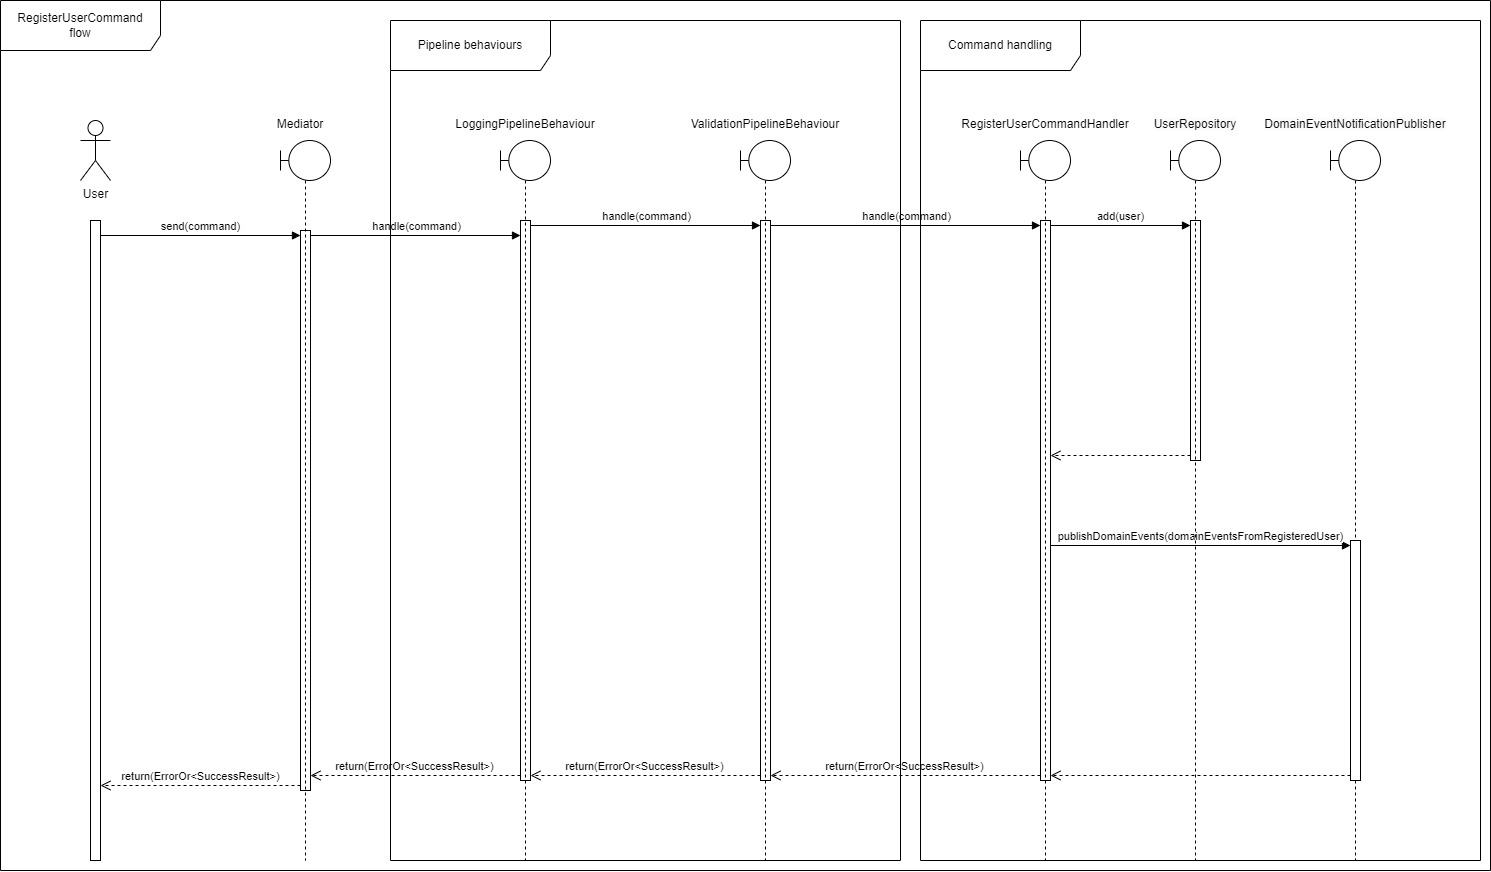 RegisterUserCommand
flow
Pipeline behaviours
Command handling
Mediator
LoggingPipelineBehaviour
ValidationPipelineBehaviour
RegisterUserCommandHandler
UserRepository
DomainEventNotificationPublisher
User
send(command)
handle(command)
handle(command)
handle(command)
add(user)
publishDomainEvents(domainEventsFromRegisteredUser)
return(ErrorOr<SuccessResult>)
return(ErrorOr<SuccessResult>)
return(ErrorOr<SuccessResult>)
return(ErrorOr<SuccessResult>)